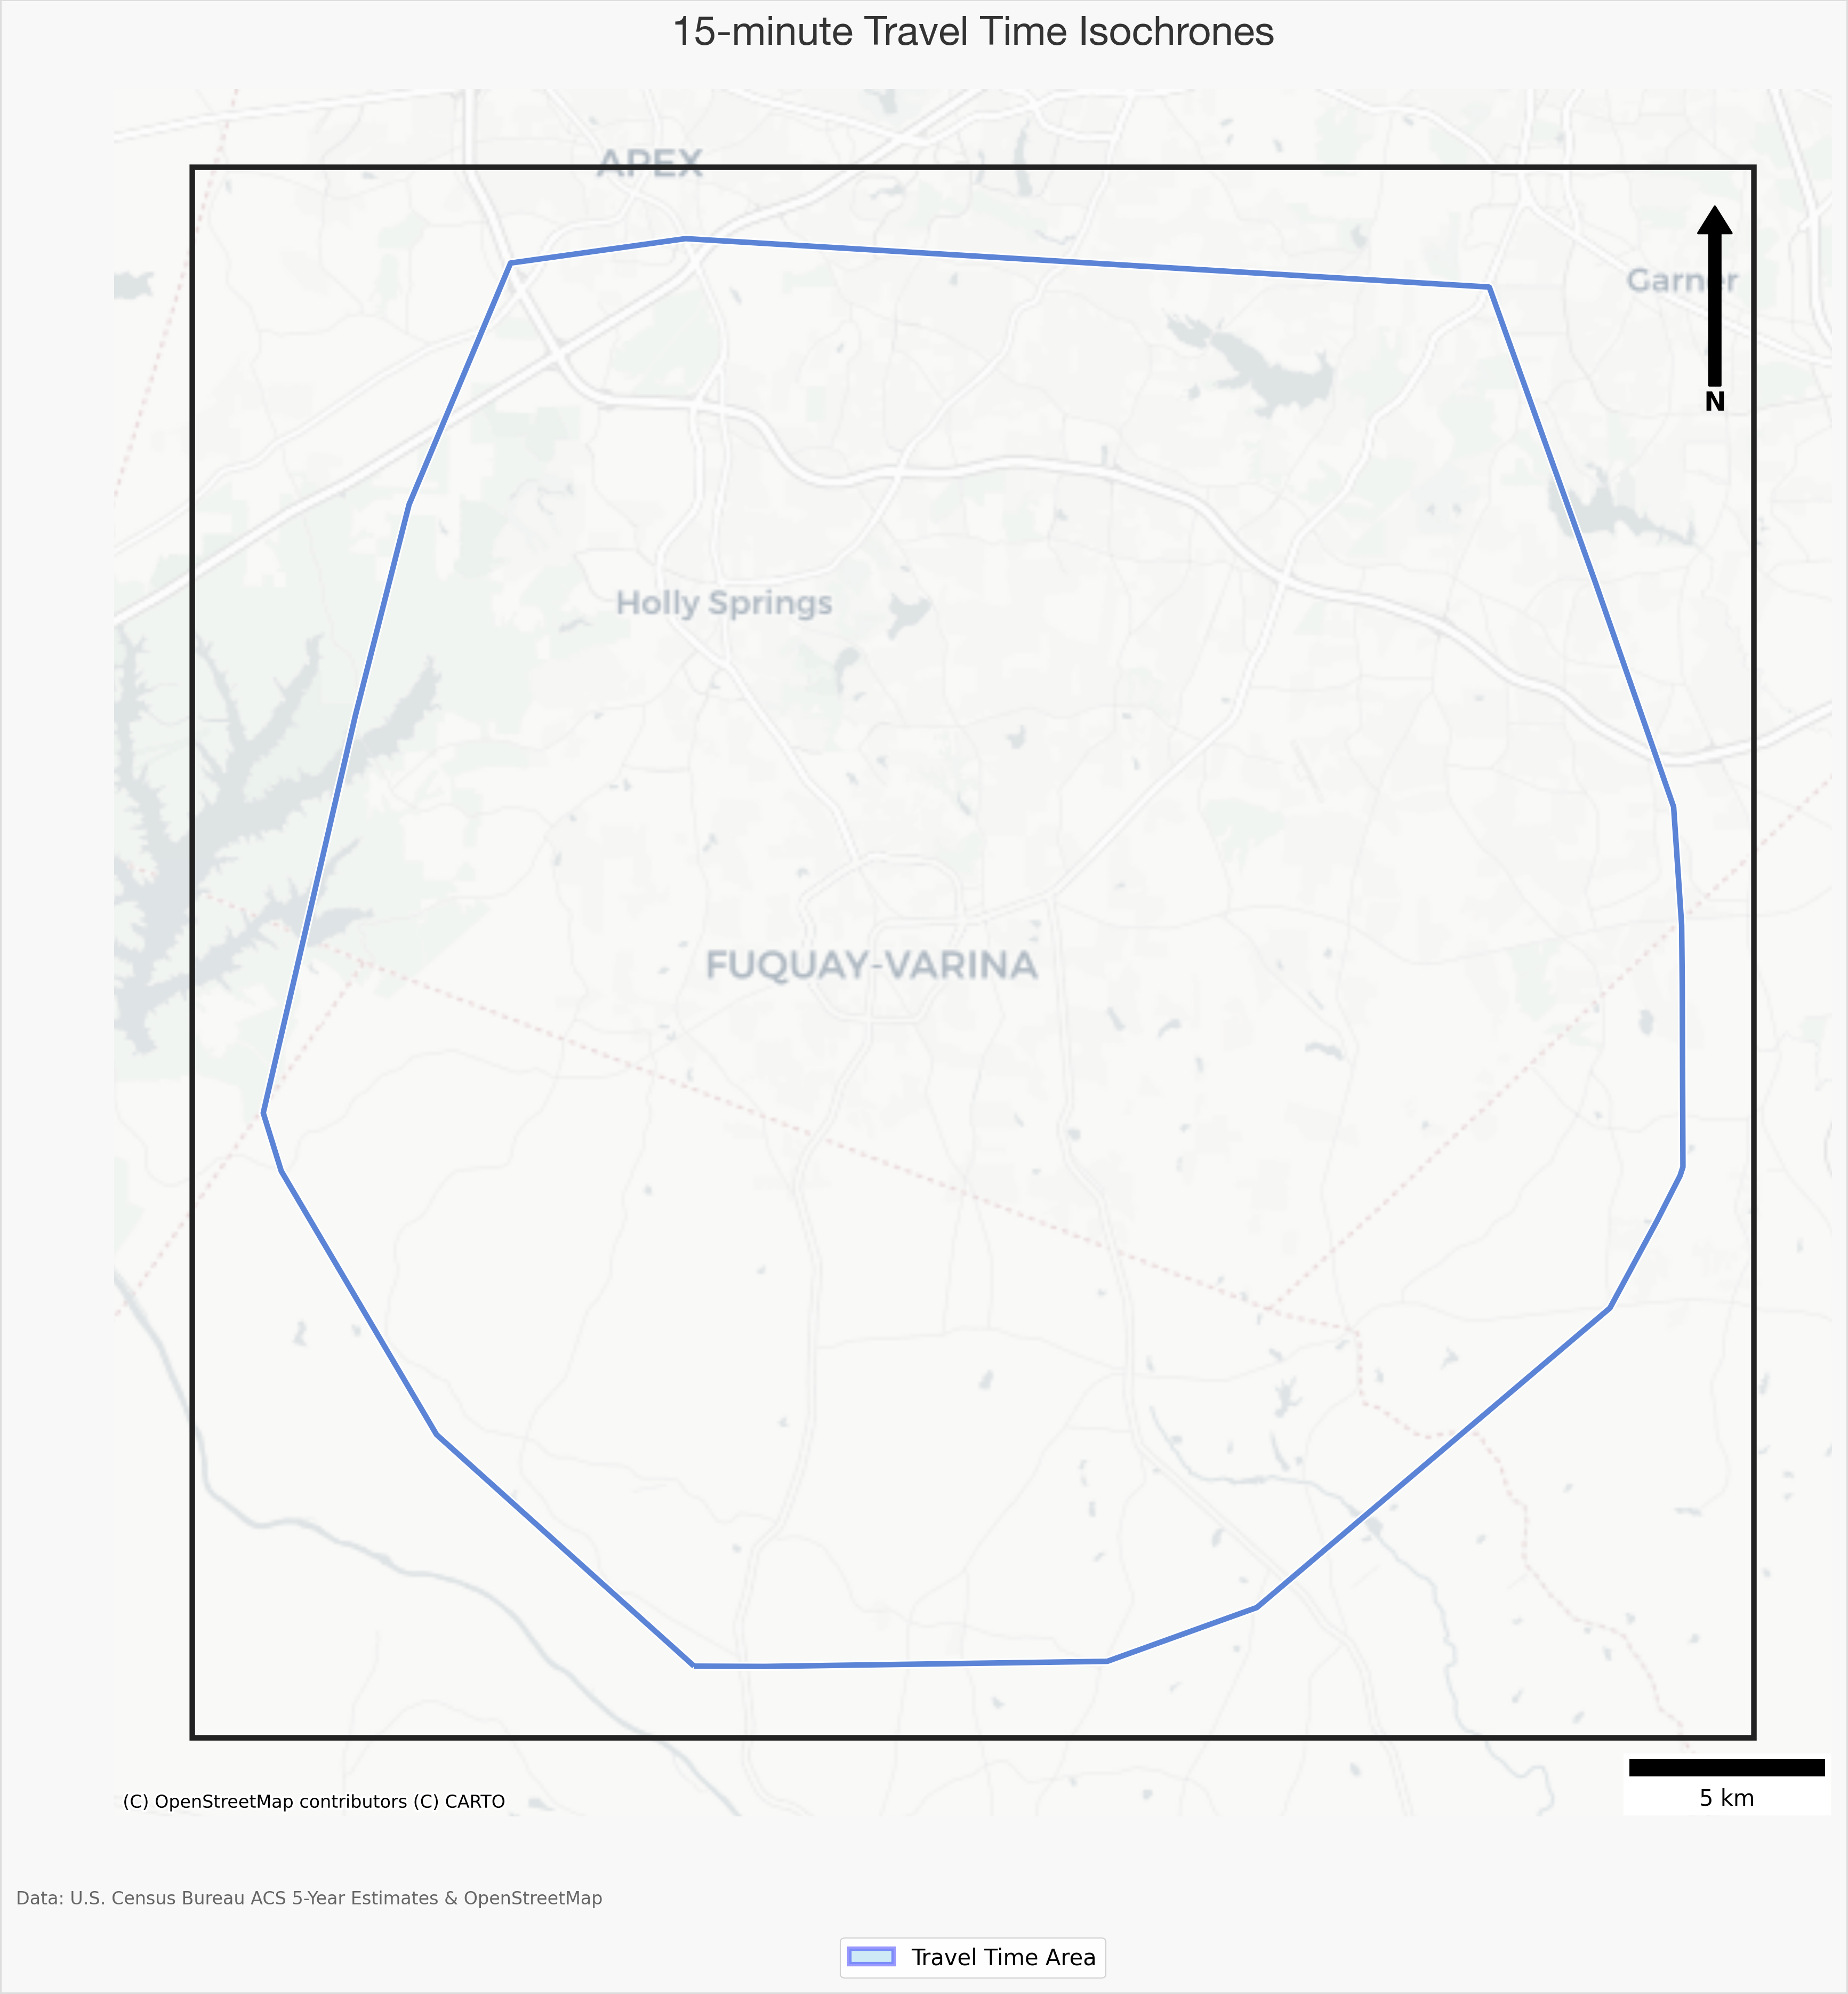 15-minute Travel Time Isochrones
APEX
Garner
N
Holly Springs
FUQUAY-VARINA
5 km
(C) OpenStreetMap contributors (C) CARTO
Data: U.S. Census Bureau ACS 5-Year Estimates & OpenStreetMap
Travel Time Area